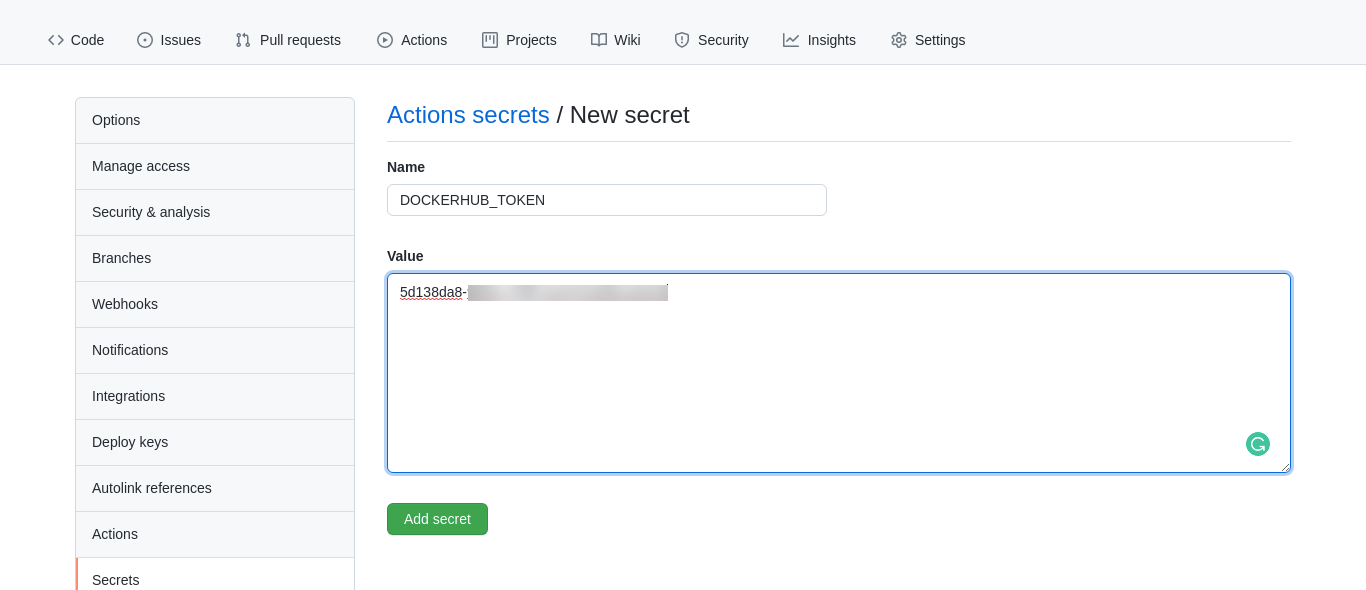 Code Issues Pull requests Actions Projects Wiki Security Insights Settings
Options
Manage access
Security & analysis
Branches
Webhooks
Notifications
Integrations
Deploy keys
Autolink references
Actions
Secrets
Actions secrets / New secret
Name
DOCKERHUB_TOKEN
Value
5d138da8-
Add secret